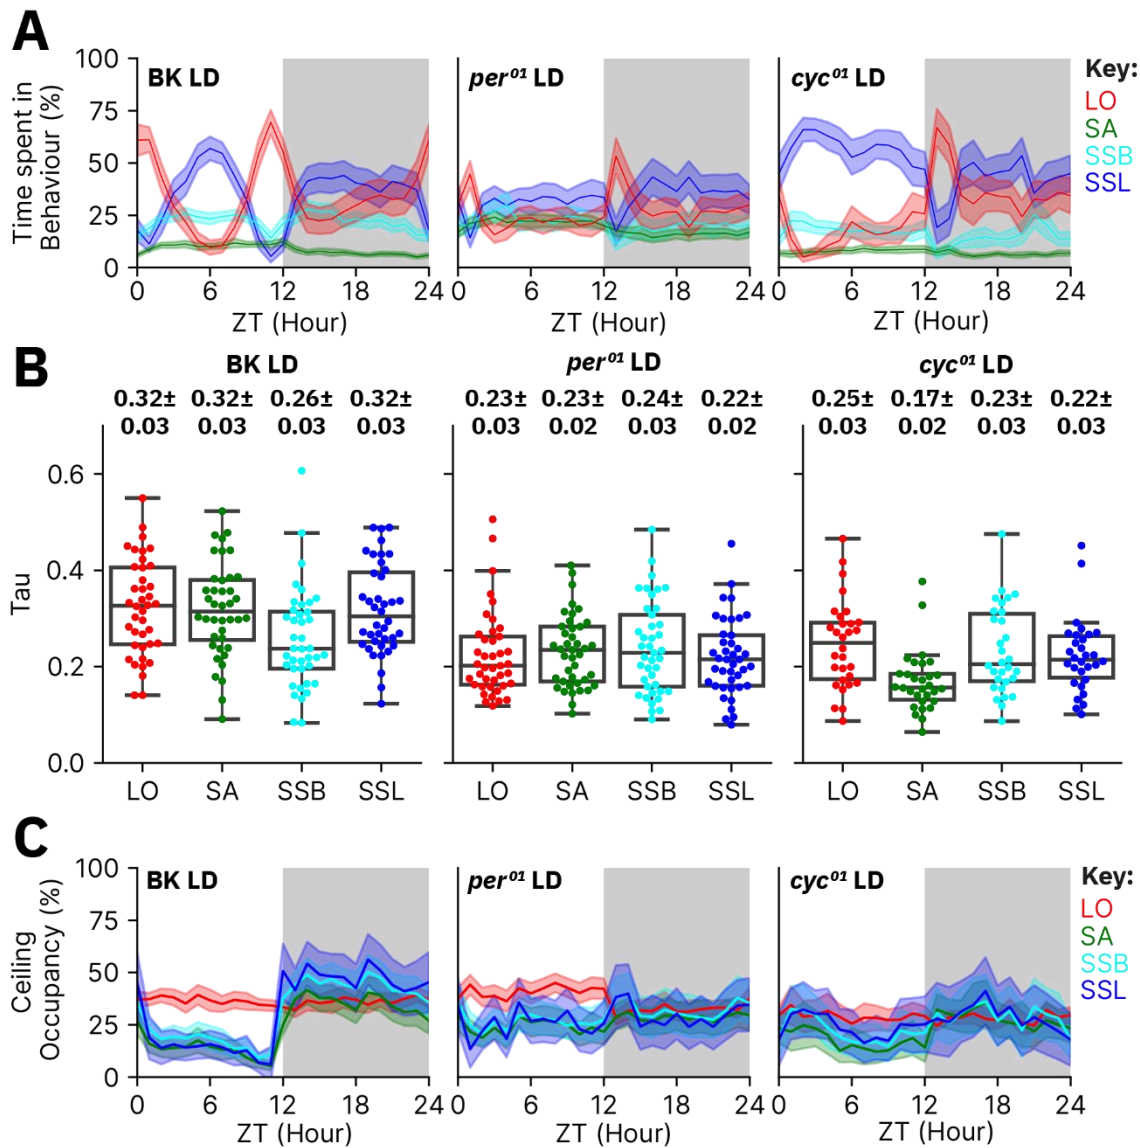 A
Time spent in
Behaviour (%)
100
75
50
25
0
BK LD
per⁰¹ LD
cyc⁰¹ LD
Key:
LO
SA
SSB
SSL
0 6 12 18 24 0 6 12 18 24 0 6 12 18 24
ZT (Hour) ZT (Hour) ZT (Hour)
B
BK LD
per⁰¹ LD
cyc⁰¹ LD
0.32± 0.32± 0.26± 0.32± 0.23± 0.23± 0.24± 0.22± 0.25± 0.17± 0.23± 0.22±
0.03 0.03 0.03 0.03 0.03 0.02 0.03 0.02 0.03 0.02 0.03 0.03
Tau
0.6
0.4
0.2
0.0
LO SA SSB SSL LO SA SSB SSL LO SA SSB SSL
C
Ceiling
Occupancy (%)
100
75
50
25
0
BK LD
per⁰¹ LD
cyc⁰¹ LD
Key:
LO
SA
SSB
SSL
0 6 12 18 24 0 6 12 18 24 0 6 12 18 24
ZT (Hour) ZT (Hour) ZT (Hour)